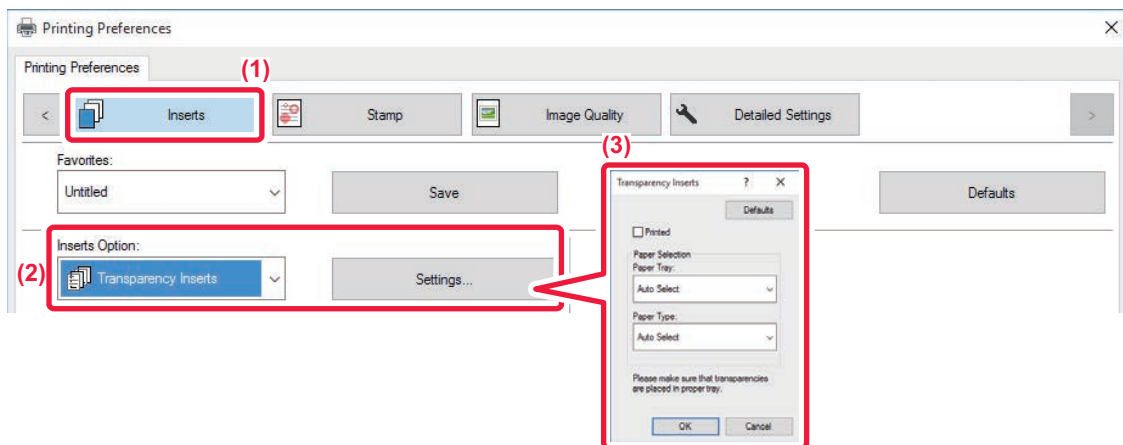 Printing Preferences
Printing Preferences
(1)
< Inserts Stamp Image Quality Detailed Settings >
Favorites:
Untitled Save Defaults
Inserts Option:
(2) Transparency Inserts Settings...
(3)
Transparency Inserts ? X
Defaults
Printed
Paper Selection
Paper Tray:
Auto Select
Paper Type:
Auto Select
Please make sure that transparencies
are placed in proper tray.
OK Cancel